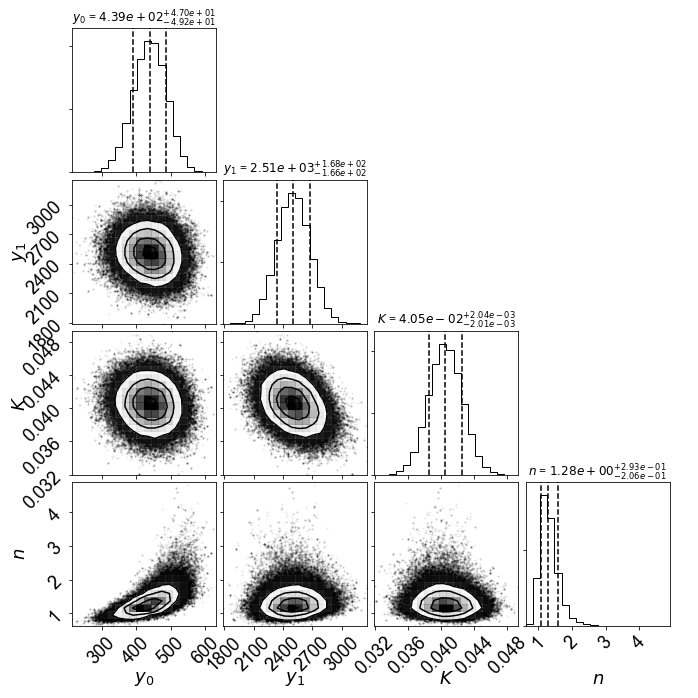 y₀ = 4.39e + 02 +4.70e+01 −4.92e+01
y₁ = 2.51e + 03 +1.68e+02 −1.66e+02
3000
2700
2400
2100
1800
y₁
K = 4.05e − 02 +2.04e−03 −2.01e−03
0.048
0.044
0.040
0.036
0.032
K
n = 1.28e + 00 +2.93e−01 −2.06e−01
4
3
2
1
n
300 400 500 600
1800 2100 2400 2700 3000
0.032 0.036 0.040 0.044 0.048
1 2 3 4
y₀ y₁ K n